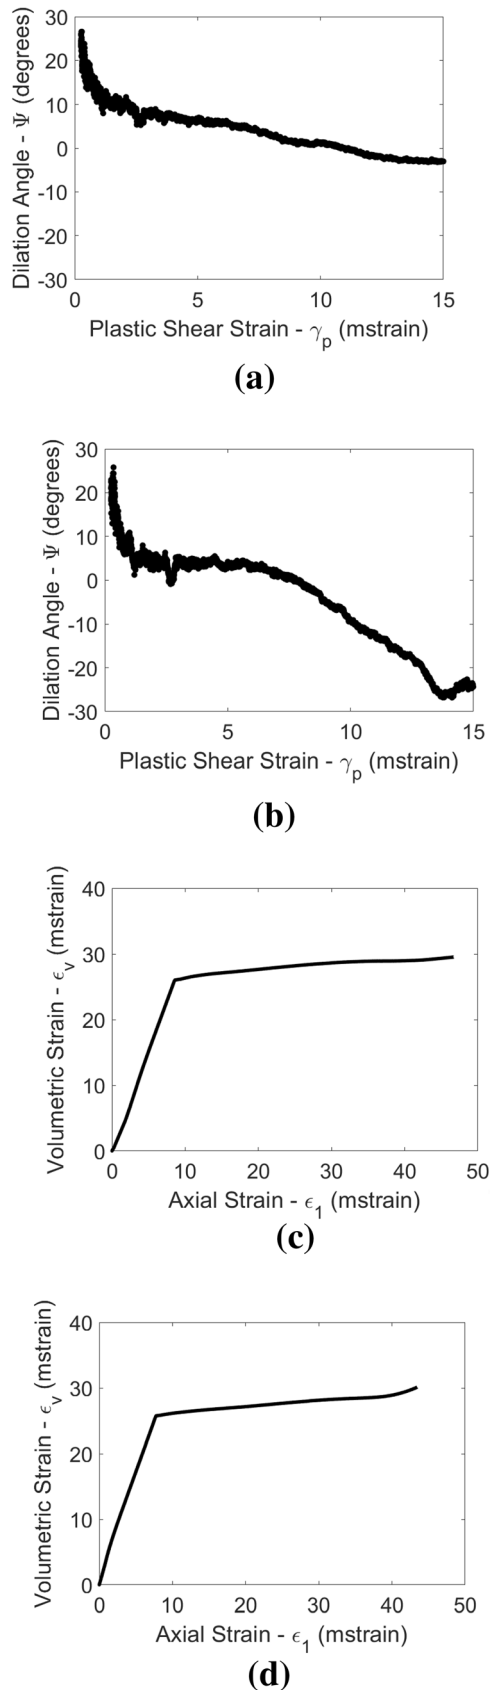 30
20
10
0
-10
-20
-30
Dilation Angle - Ψ (degrees)
0 5 10 15
Plastic Shear Strain - γp (mstrain)
(a)
30
20
10
0
-10
-20
-30
Dilation Angle - Ψ (degrees)
0 5 10 15
Plastic Shear Strain - γp (mstrain)
(b)
40
30
20
10
0
Volumetric Strain - ϵv (mstrain)
0 10 20 30 40 50
Axial Strain - ϵ1 (mstrain)
(c)
40
30
20
10
0
Volumetric Strain - ϵv (mstrain)
0 10 20 30 40 50
Axial Strain - ϵ1 (mstrain)
(d)